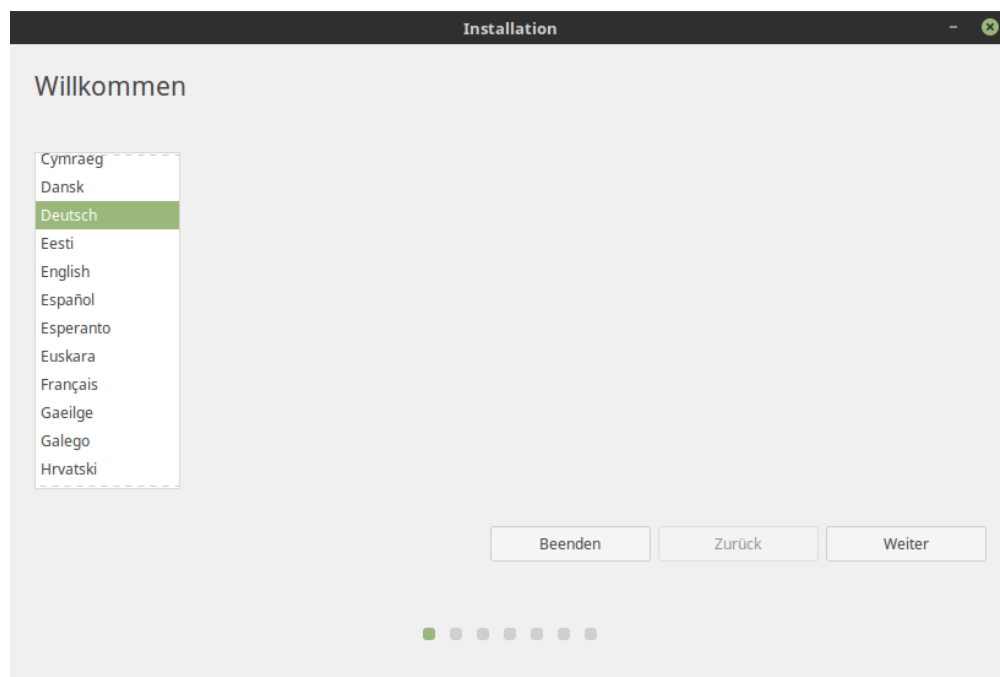 Installation
Willkommen
Cymraeg
Dansk
Deutsch
Eesti
English
Español
Esperanto
Euskara
Français
Gaeilge
Galego
Hrvatski
Beenden Zurück Weiter